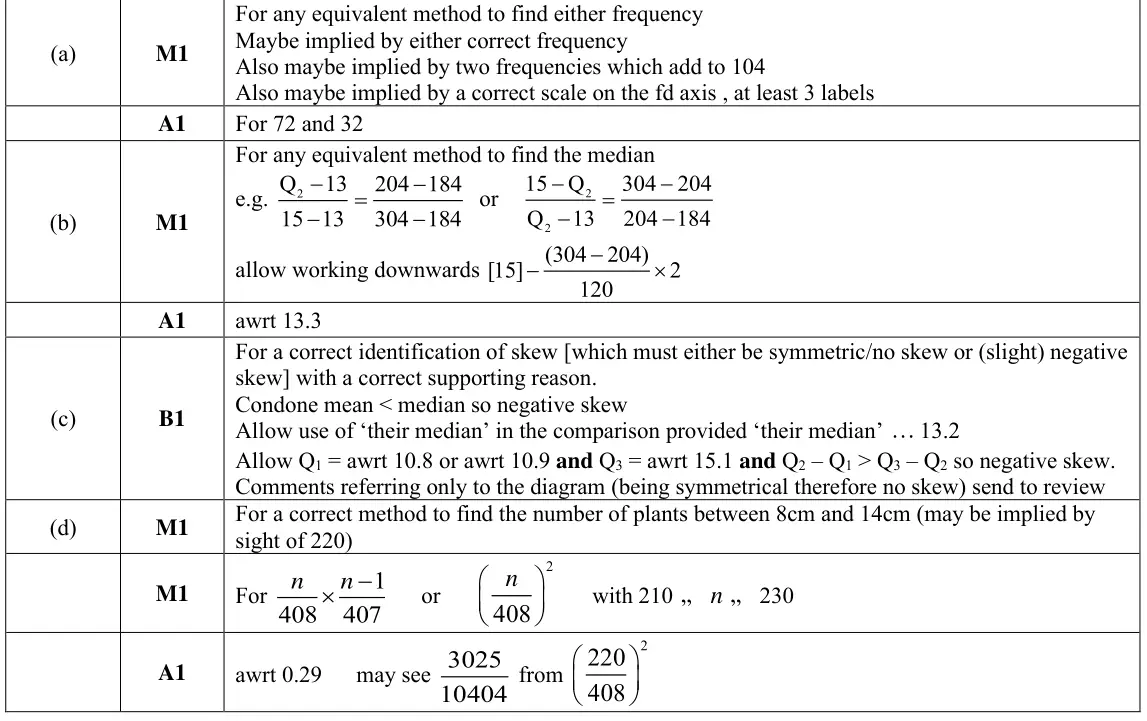 For any equivalent method to find either frequency
Maybe implied by either correct frequency
(a) M1 Also maybe implied by two frequencies which add to 104
Also maybe implied by a correct scale on the fd axis , at least 3 labels
A1 For 72 and 32
For any equivalent method to find the median
(b) M1 e.g. (Q₂ − 13)/(15 − 13) = (204 − 184)/(304 − 184) or (15 − Q₂)/(Q₂ − 13) = (304 − 204)/(204 − 184)
allow working downwards [15] − (304 − 204)/120 × 2
A1 awrt 13.3
For a correct identification of skew [which must either be symmetric/no skew or (slight) negative
skew] with a correct supporting reason.
Condone mean < median so negative skew
(c) B1 Allow use of ‘their median’ in the comparison provided ‘their median’ … 13.2
Allow Q₁ = awrt 10.8 or awrt 10.9 and Q₃ = awrt 15.1 and Q₂ – Q₁ > Q₃ – Q₂ so negative skew.
Comments referring only to the diagram (being symmetrical therefore no skew) send to review
(d) M1 For a correct method to find the number of plants between 8cm and 14cm (may be implied by
sight of 220)
M1 For n/408 × (n − 1)/407 or (n/408)² with 210 ,, n ,, 230
A1 awrt 0.29 may see 3025/10404 from (220/408)²